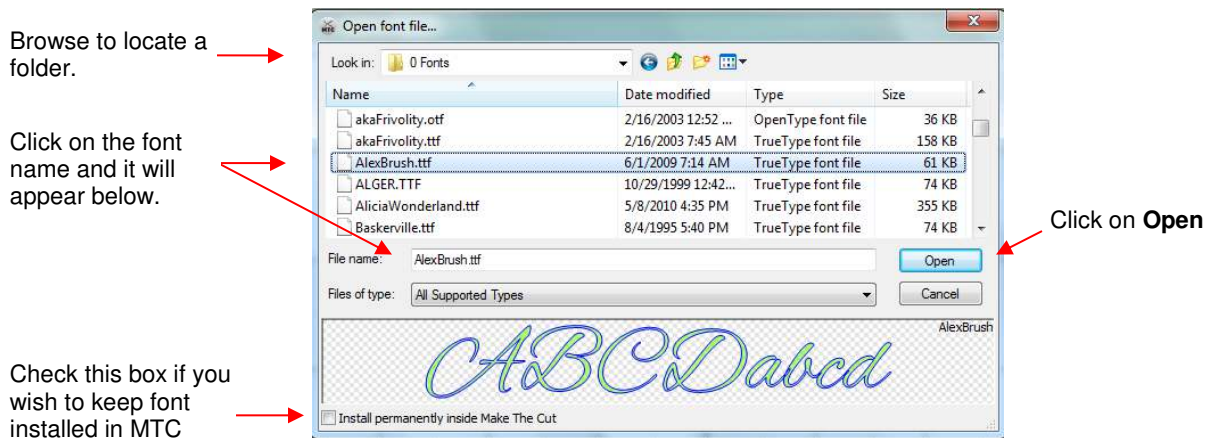 Browse to locate a
folder.
Click on the font
name and it will
appear below.
Check this box if you
wish to keep font
installed in MTC
MTC Open font file...
Look in: 0 Fonts
Name Date modified Type Size
akaFrivolity.otf 2/16/2003 12:52 ... OpenType font file 36 KB
akaFrivolity.ttf 2/16/2003 7:45 AM TrueType font file 158 KB
AlexBrush.ttf 6/1/2009 7:14 AM TrueType font file 61 KB
ALGER.TTF 10/29/1999 12:42... TrueType font file 74 KB
AliciaWonderland.ttf 5/8/2010 4:35 PM TrueType font file 355 KB
Baskerville.ttf 8/4/1995 5:40 PM TrueType font file 74 KB
File name: AlexBrush.ttf Open
Files of type: All Supported Types Cancel
AlexBrush
ABCDabcd
Install permanently inside Make The Cut
Click on Open